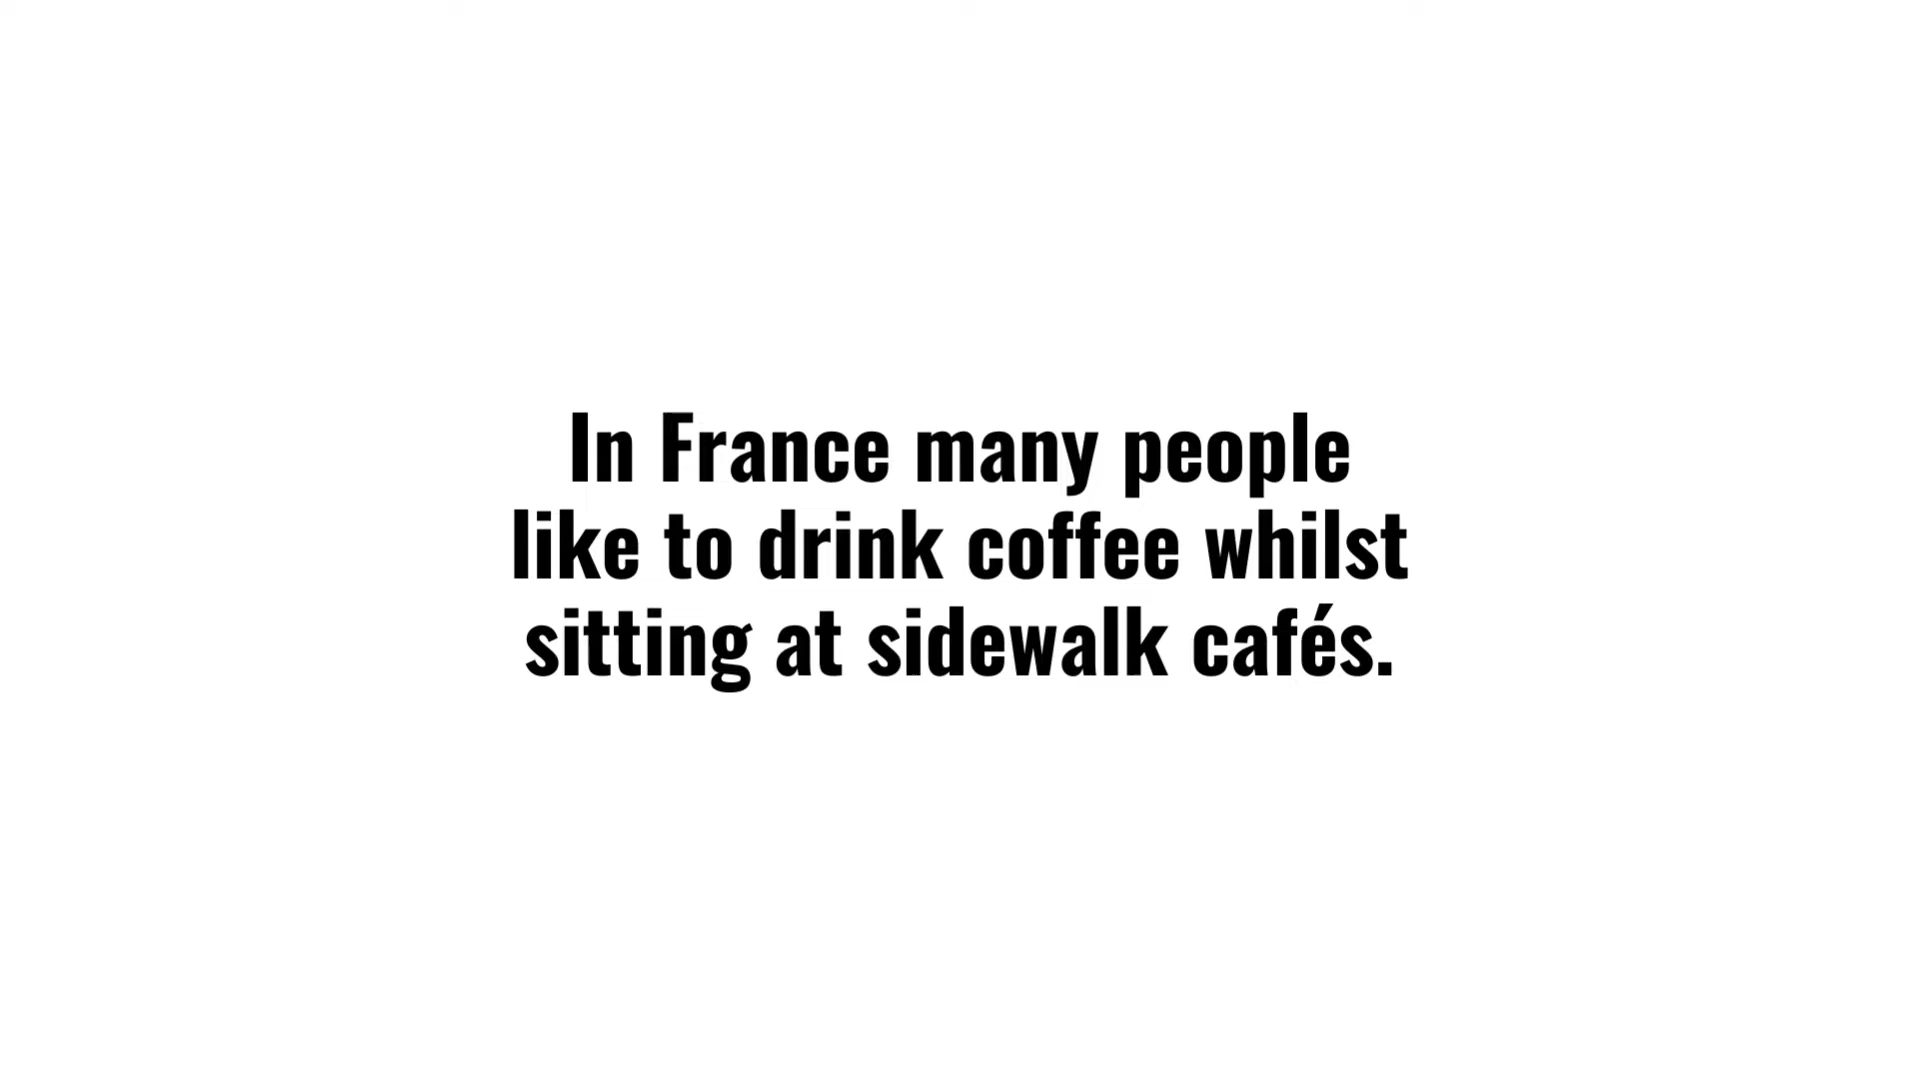 In France many people
like to drink coffee whilst
sitting at sidewalk cafés.